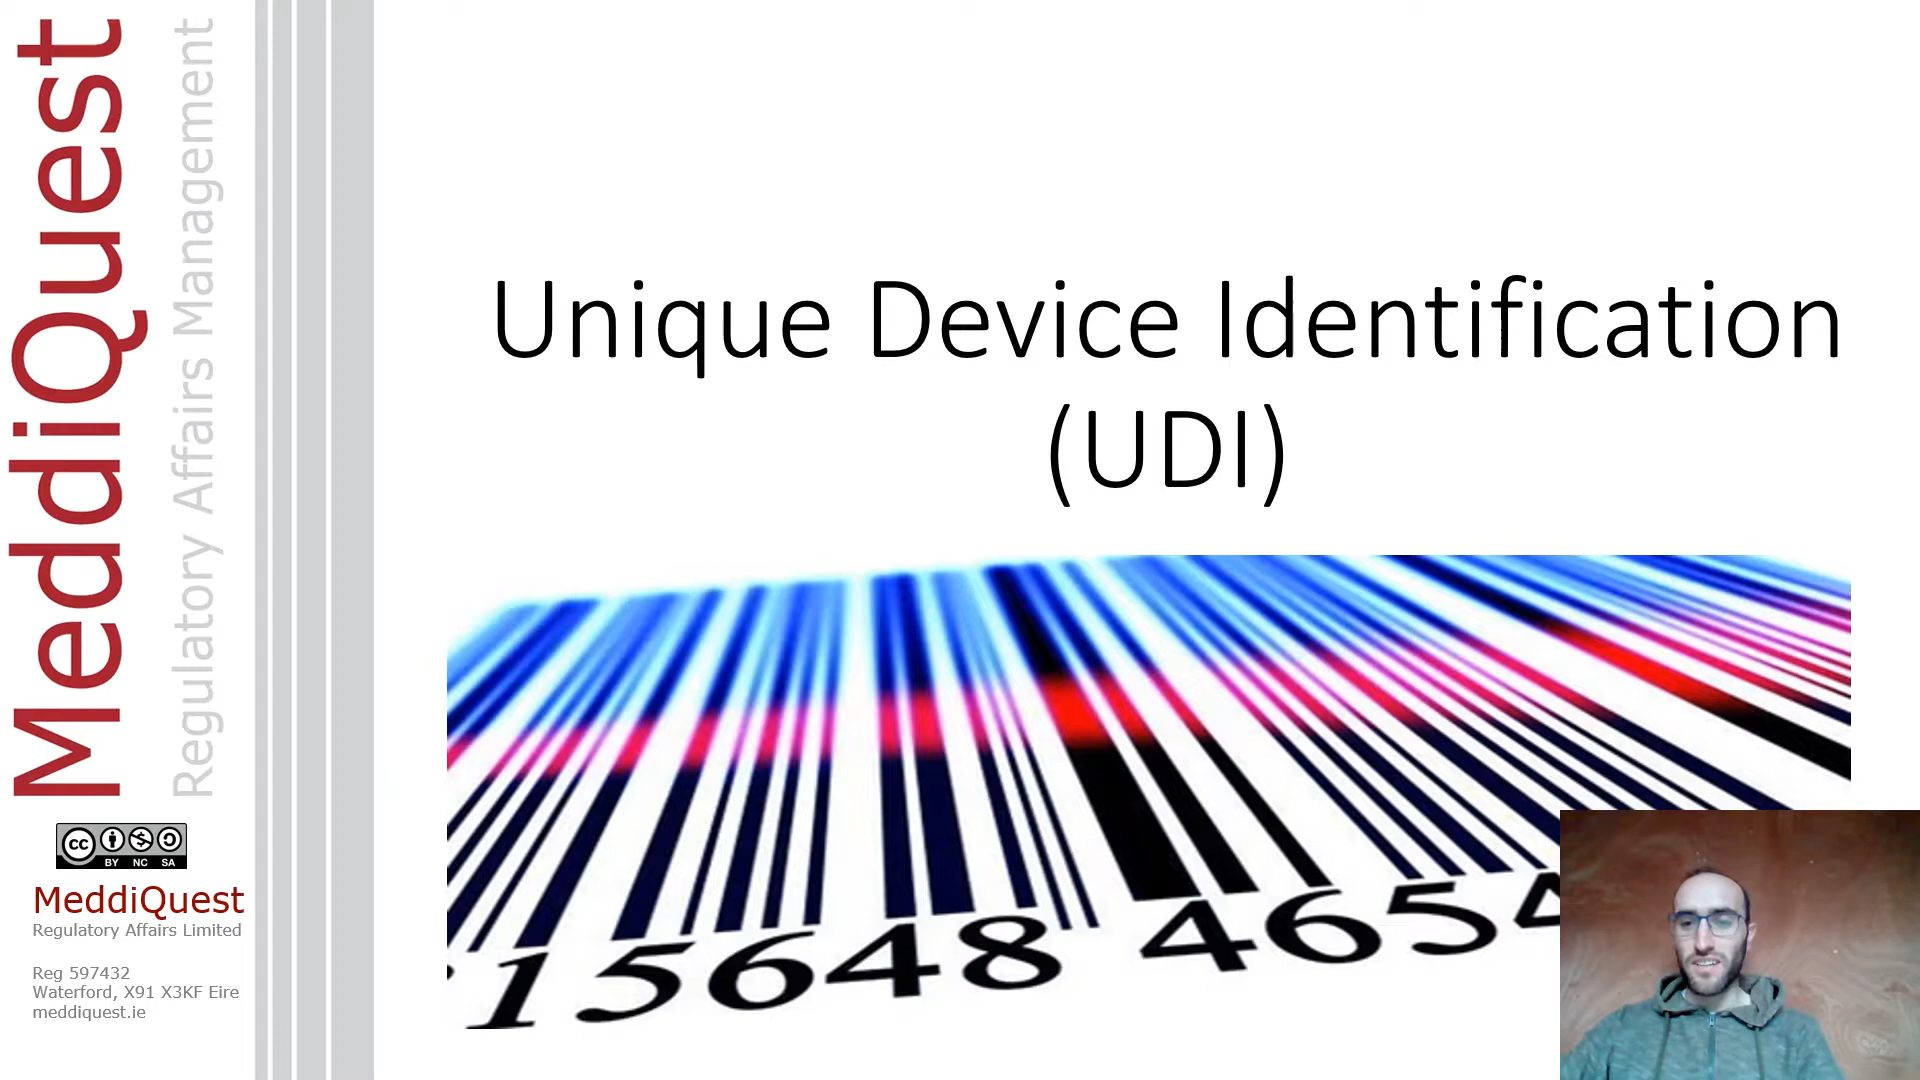 MeddiQuest
Regulatory Affairs Management
Unique Device Identification
(UDI)
15648 4654
cc
BY NC SA
MeddiQuest
Regulatory Affairs Limited
Reg 597432
Waterford, X91 X3KF Eire
meddiquest.ie